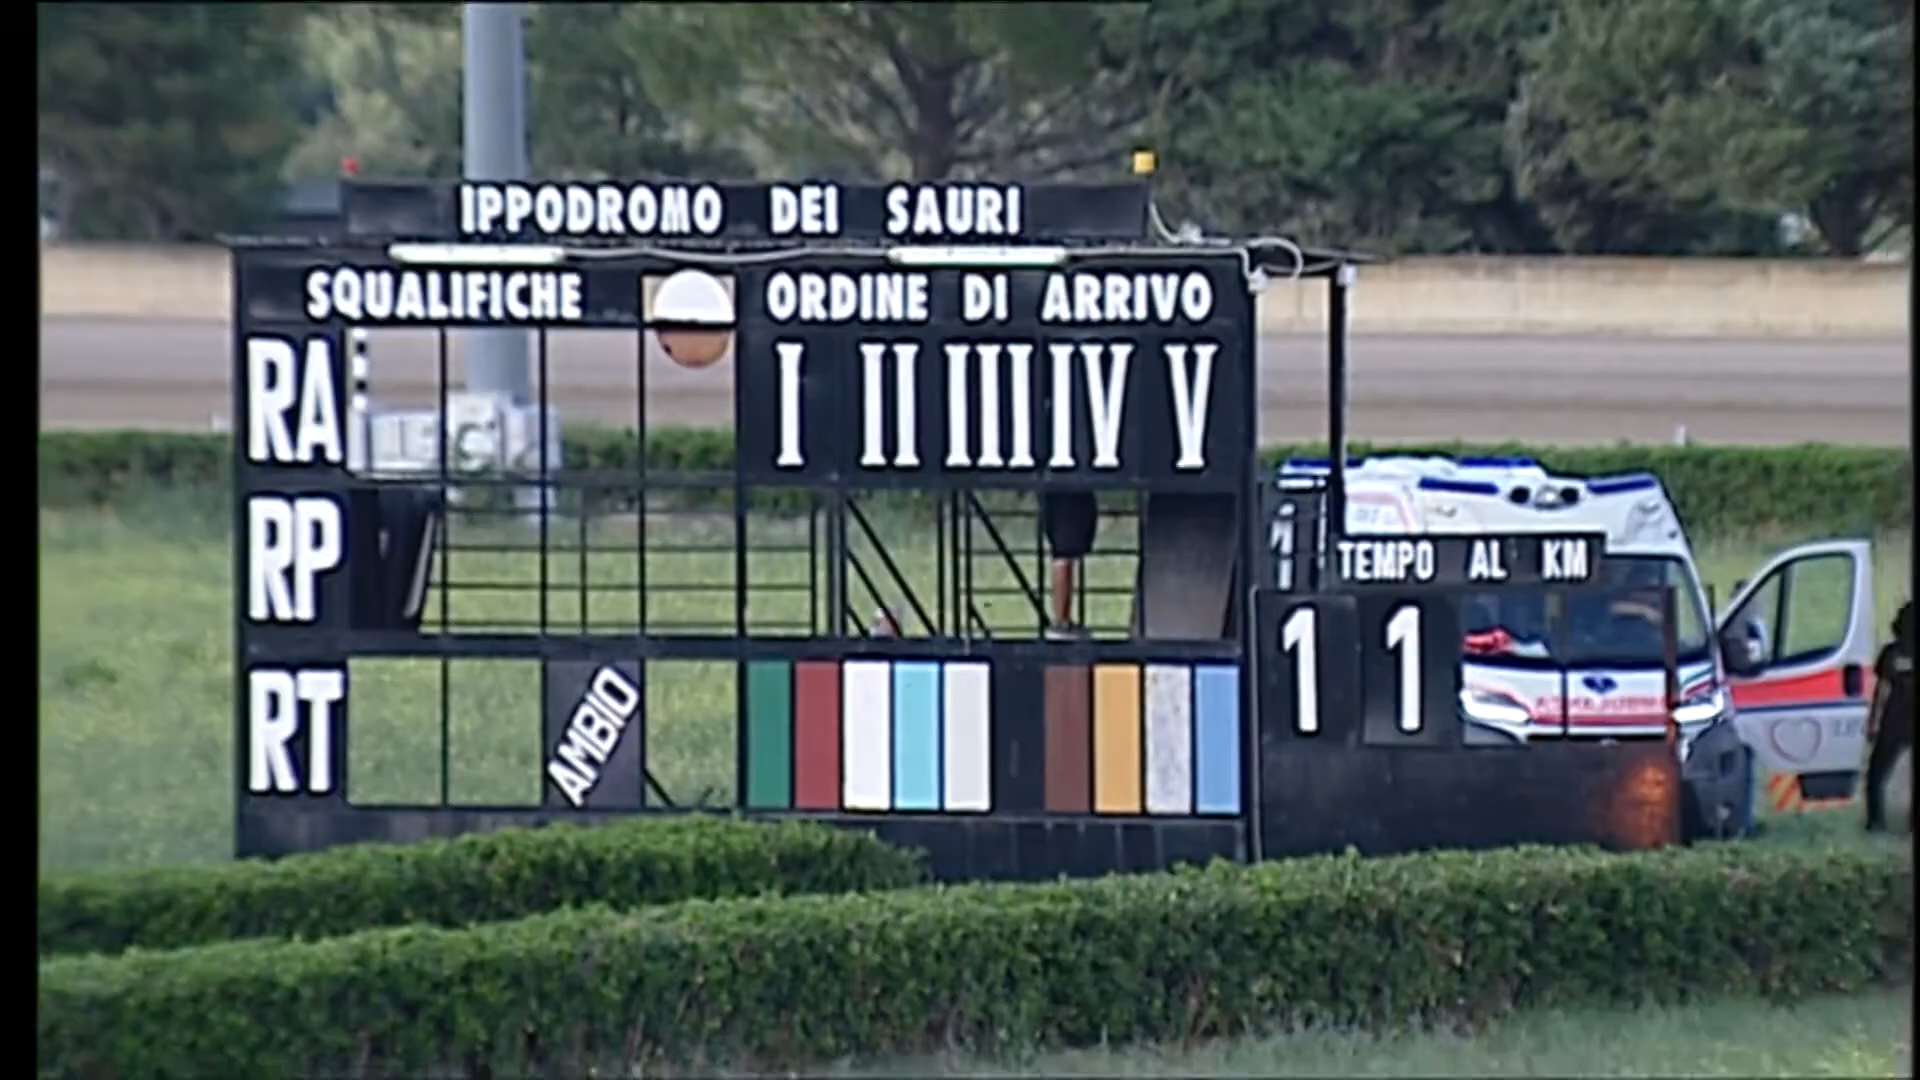 IPPODROMO DEI SAURI
SQUALIFICHE
ORDINE DI ARRIVO
RA
I II III IV V
RP
TEMPO AL KM
1 1
RT
AMBIO